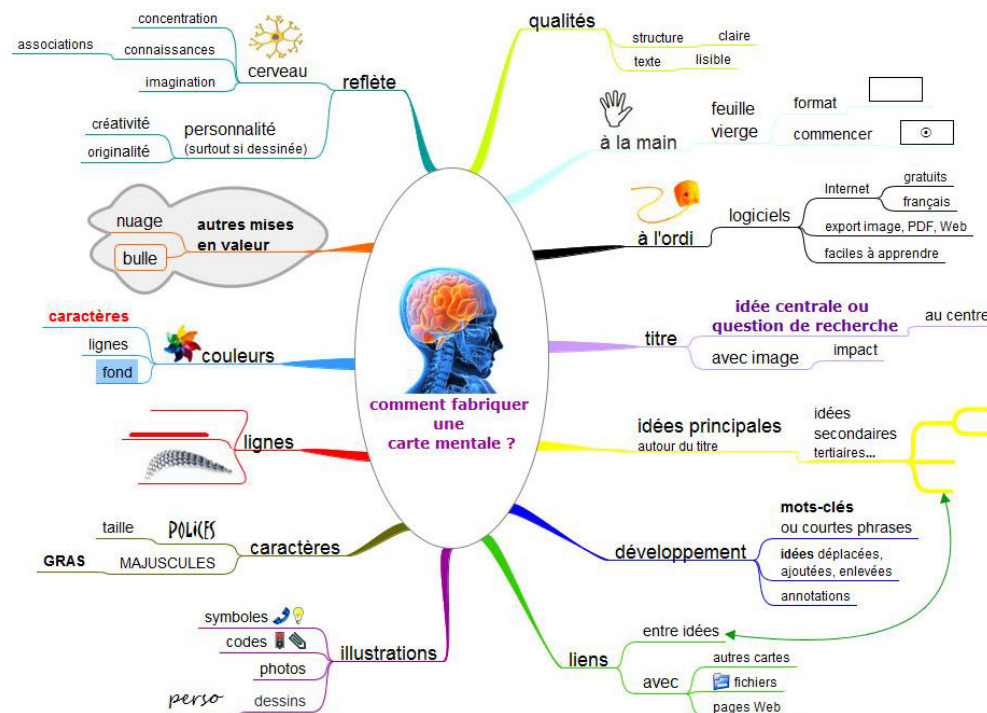 comment fabriquer
une
carte mentale ?
qualités
structure
claire
texte
lisible
à la main
feuille
vierge
format
commencer
à l'ordi
logiciels
Internet
gratuits
français
export image, PDF, Web
faciles à apprendre
titre
idée centrale ou
question de recherche
au centre
avec image
impact
idées principales
autour du titre
idées
secondaires
tertiaires...
développement
mots-clés
ou courtes phrases
idées déplacées,
ajoutées, enlevées
annotations
liens
entre idées
avec
autres cartes
fichiers
pages Web
illustrations
symboles
codes
photos
dessins
perso
caractères
POLICES
taille
MAJUSCULES
GRAS
lignes
couleurs
caractères
lignes
fond
autres mises
en valeur
nuage
bulle
reflète
cerveau
concentration
connaissances
associations
imagination
personnalité
(surtout si dessinée)
créativité
originalité